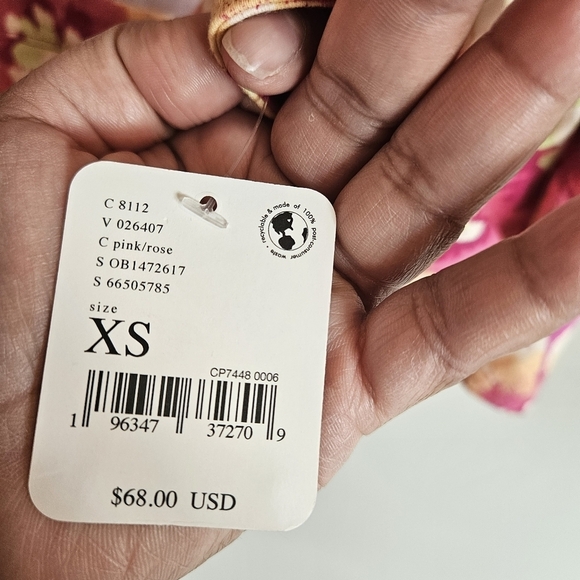 C 8112
V 026407
C pink/rose
S OB1472617
S 66505785
recyclable & made of 100% post-consumer waste •
size
XS
CP7448 0006
1 96347 37270 9
$68.00 USD